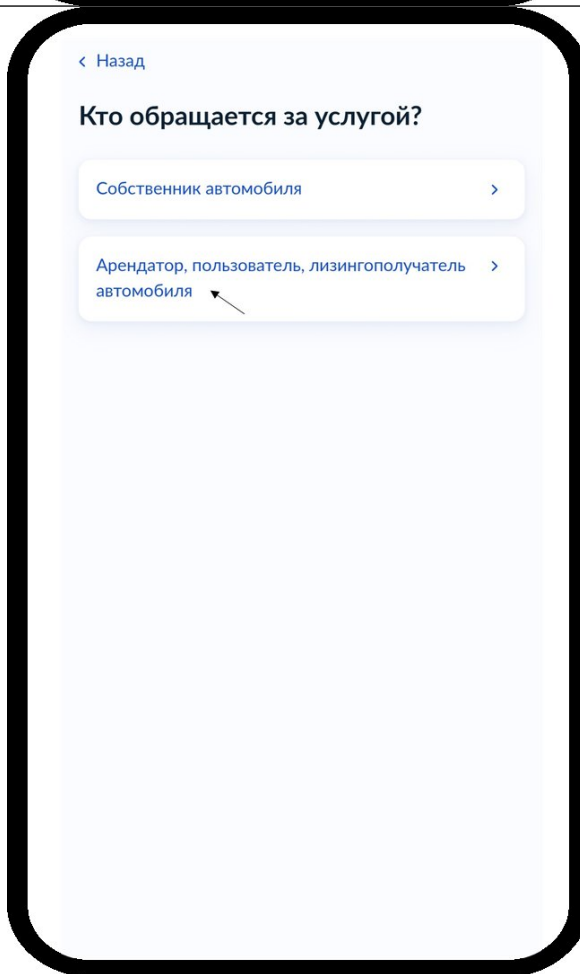 Назад
Кто обращается за услугой?
Собственник автомобиля
Арендатор, пользователь, лизингополучатель
автомобиля